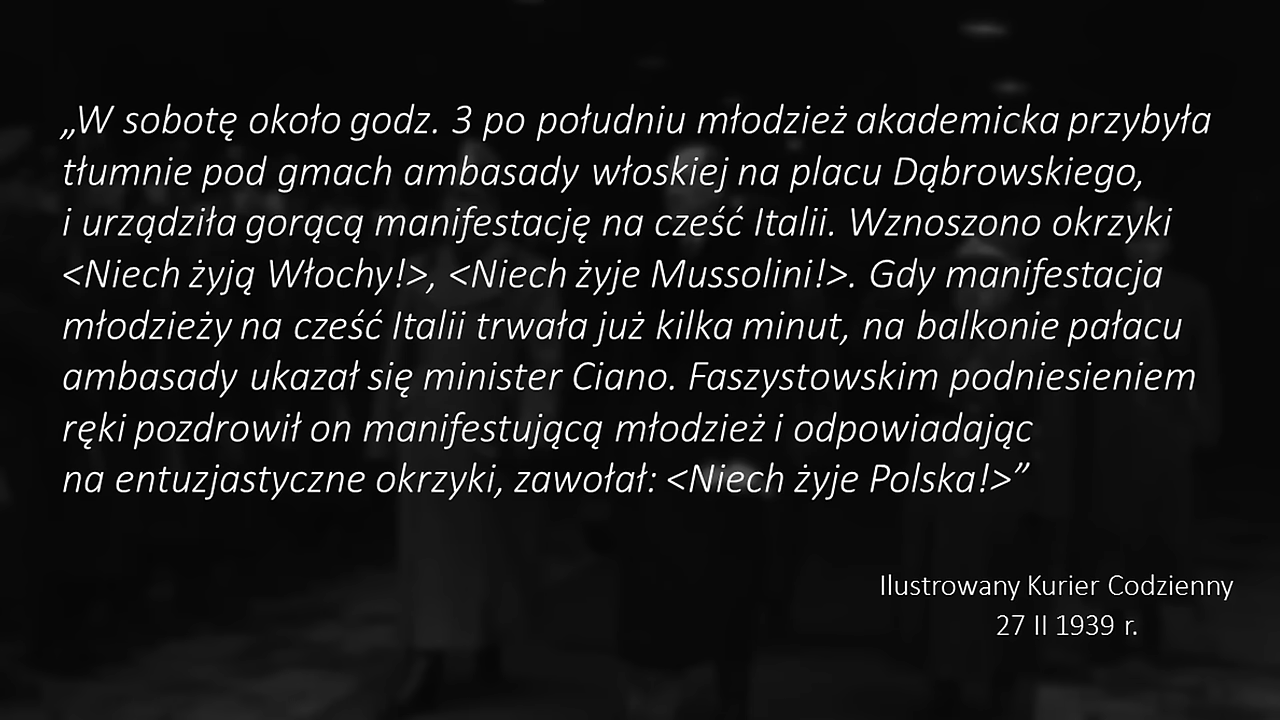 „W sobotę około godz. 3 po południu młodzież akademicka przybyła
tłumnie pod gmach ambasady włoskiej na placu Dąbrowskiego,
i urządziła gorącą manifestację na cześć Italii. Wznoszono okrzyki
<Niech żyją Włochy!>, <Niech żyje Mussolini!>. Gdy manifestacja
młodzieży na cześć Italii trwała już kilka minut, na balkonie pałacu
ambasady ukazał się minister Ciano. Faszystowskim podniesieniem
ręki pozdrowił on manifestującą młodzież i odpowiadając
na entuzjastyczne okrzyki, zawołał: <Niech żyje Polska!>”
Ilustrowany Kurier Codzienny
27 II 1939 r.